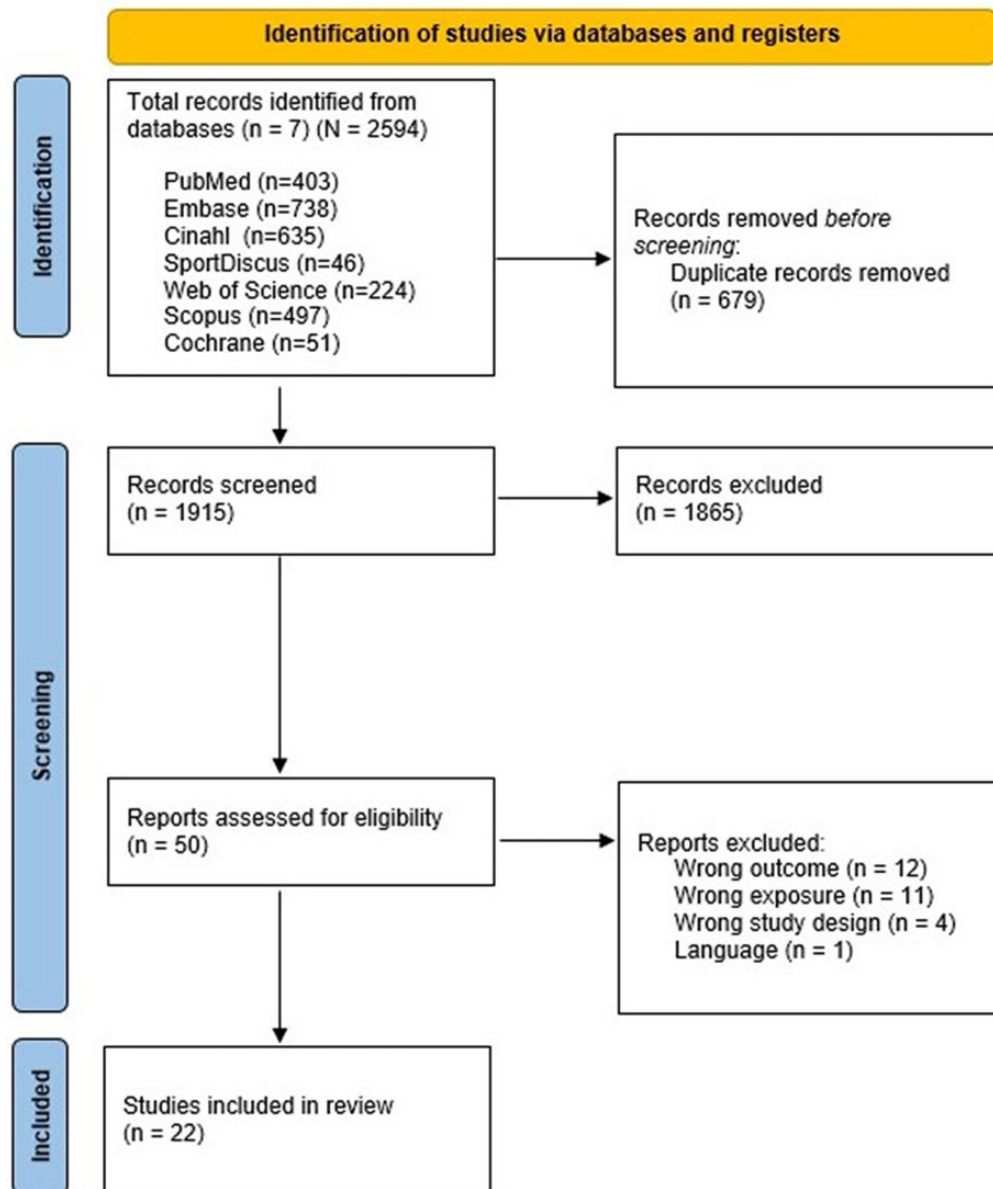 Identification of studies via databases and registers
Identification
Total records identified from
databases (n = 7) (N = 2594)
PubMed (n=403)
Embase (n=738)
Cinahl (n=635)
SportDiscus (n=46)
Web of Science (n=224)
Scopus (n=497)
Cochrane (n=51)
Records removed before
screening:
Duplicate records removed
(n = 679)
Screening
Records screened
(n = 1915)
Records excluded
(n = 1865)
Reports assessed for eligibility
(n = 50)
Reports excluded:
Wrong outcome (n = 12)
Wrong exposure (n = 11)
Wrong study design (n = 4)
Language (n = 1)
Included
Studies included in review
(n = 22)